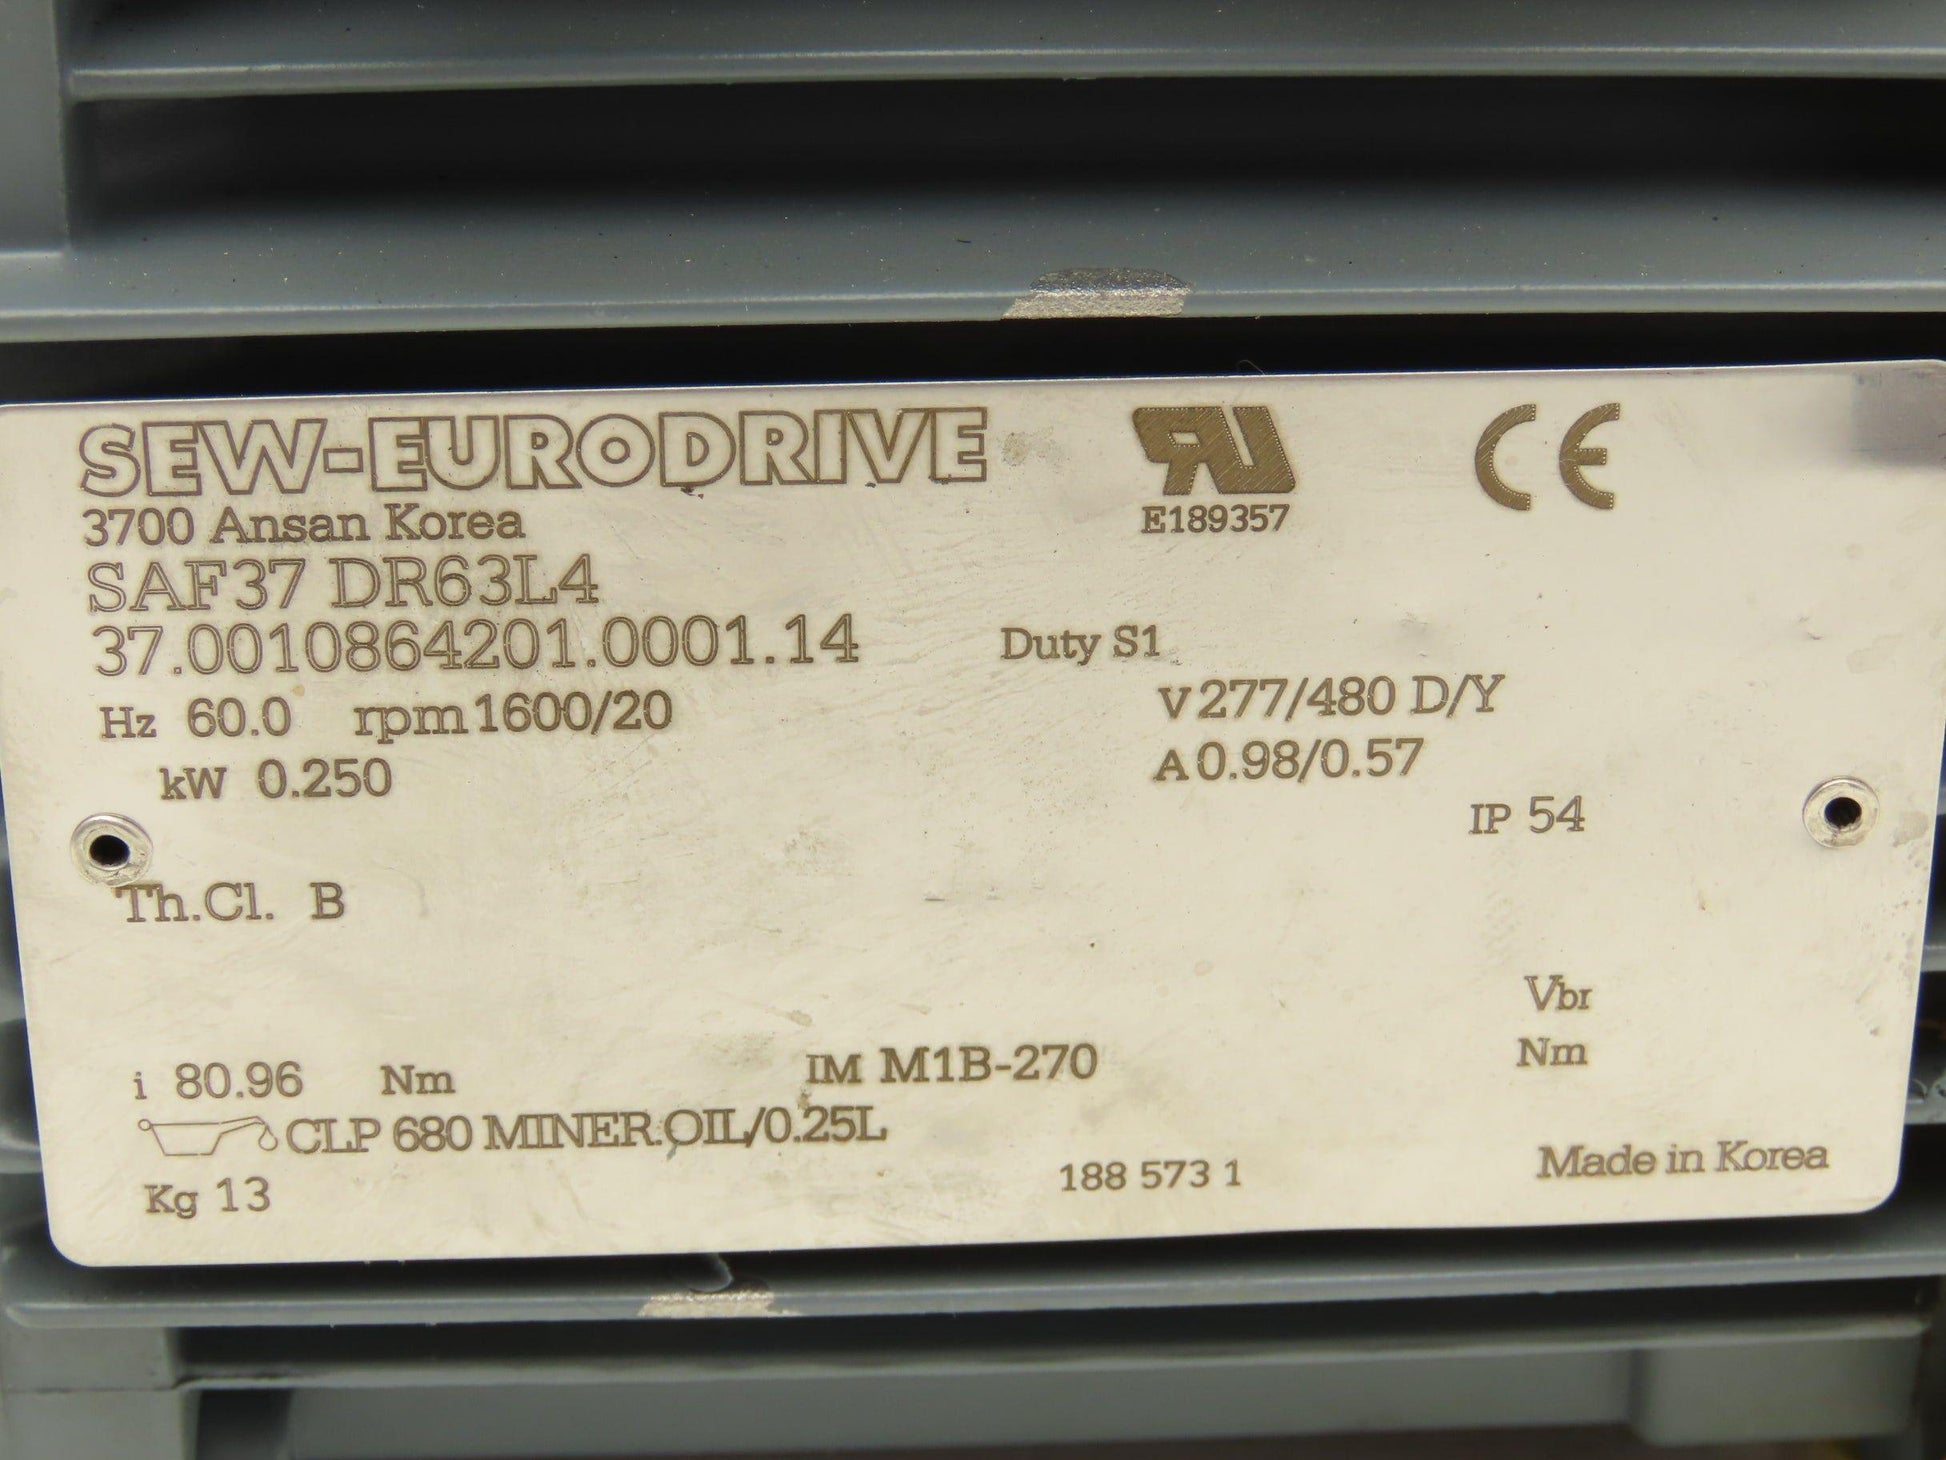 SEW-EURODRIVE
3700 Ansan Korea
E189357
CE
SAF37 DR63L4
37.0010864201.0001.14 Duty S1
Hz 60.0 rpm 1600/20 V 277/480 D/Y
kW 0.250 A 0.98/0.57
IP 54
Th.Cl. B
Vbr
i 80.96 Nm IM M1B-270 Nm
CLP 680 MINER.OIL/0.25L
Kg 13 188 573 1 Made in Korea